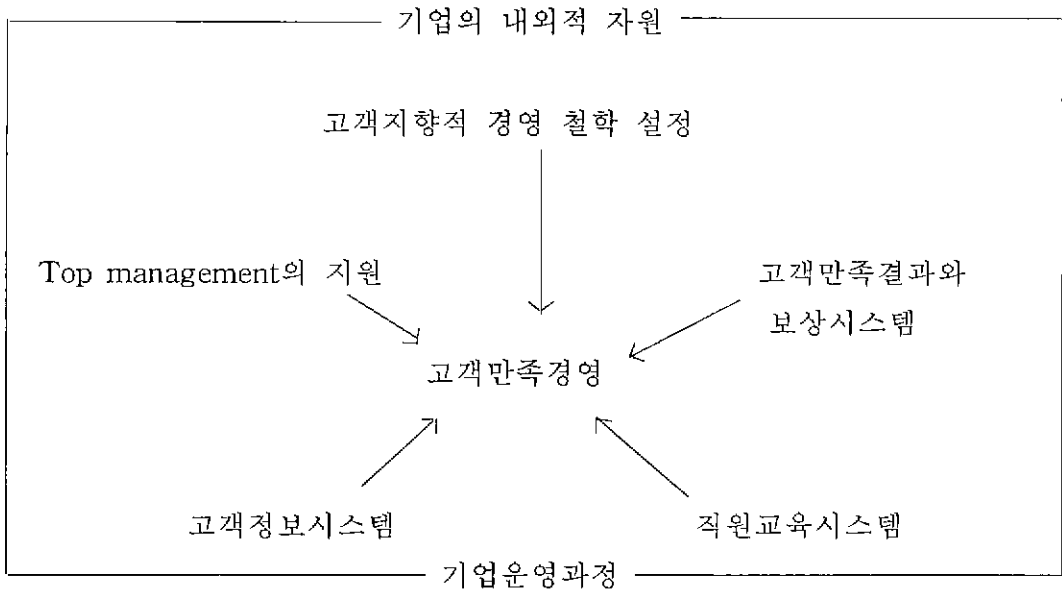 기업의 내외적 자원
고객지향적 경영 철학 설정
Top management의 지원
고객만족결과와
보상시스템
고객만족경영
고객정보시스템
직원교육시스템
기업운영과정